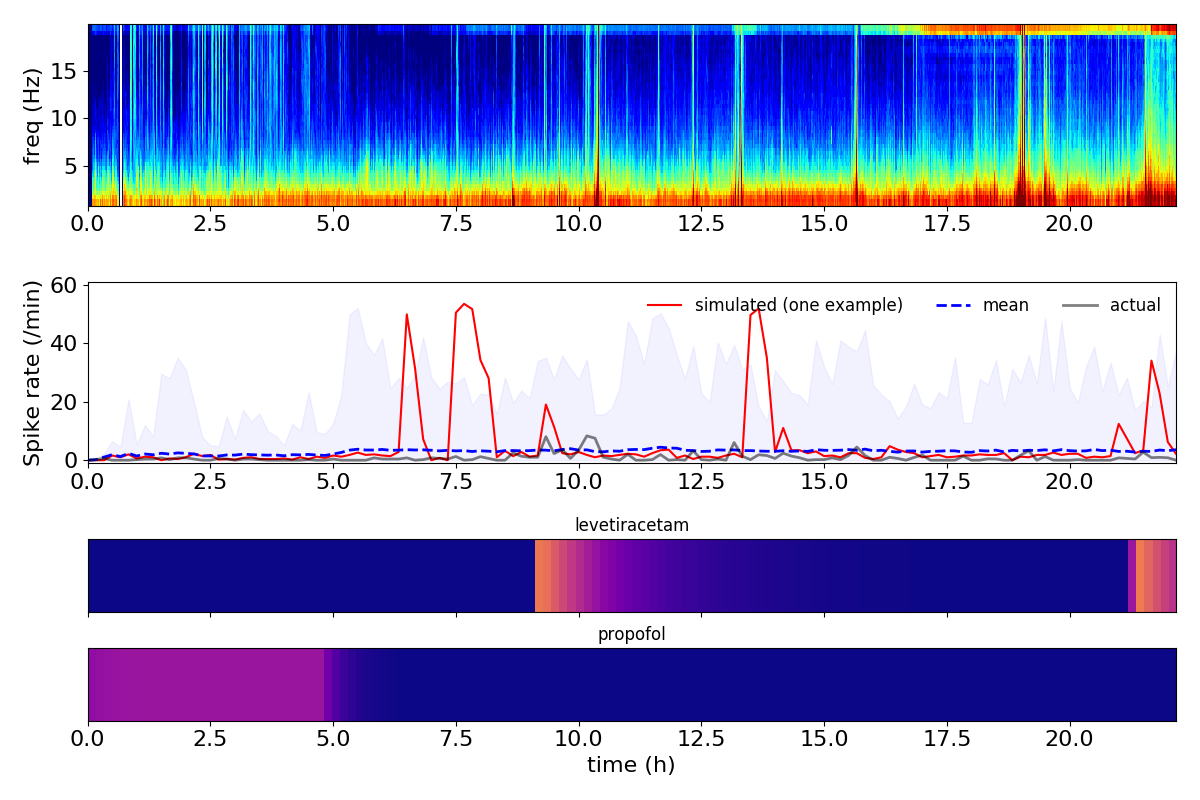 freq (Hz)
15
10
5
0.0 2.5 5.0 7.5 10.0 12.5 15.0 17.5 20.0
Spike rate (/min)
60
40
20
0
simulated (one example) mean actual
0.0 2.5 5.0 7.5 10.0 12.5 15.0 17.5 20.0
levetiracetam
propofol
0.0 2.5 5.0 7.5 10.0 12.5 15.0 17.5 20.0
time (h)